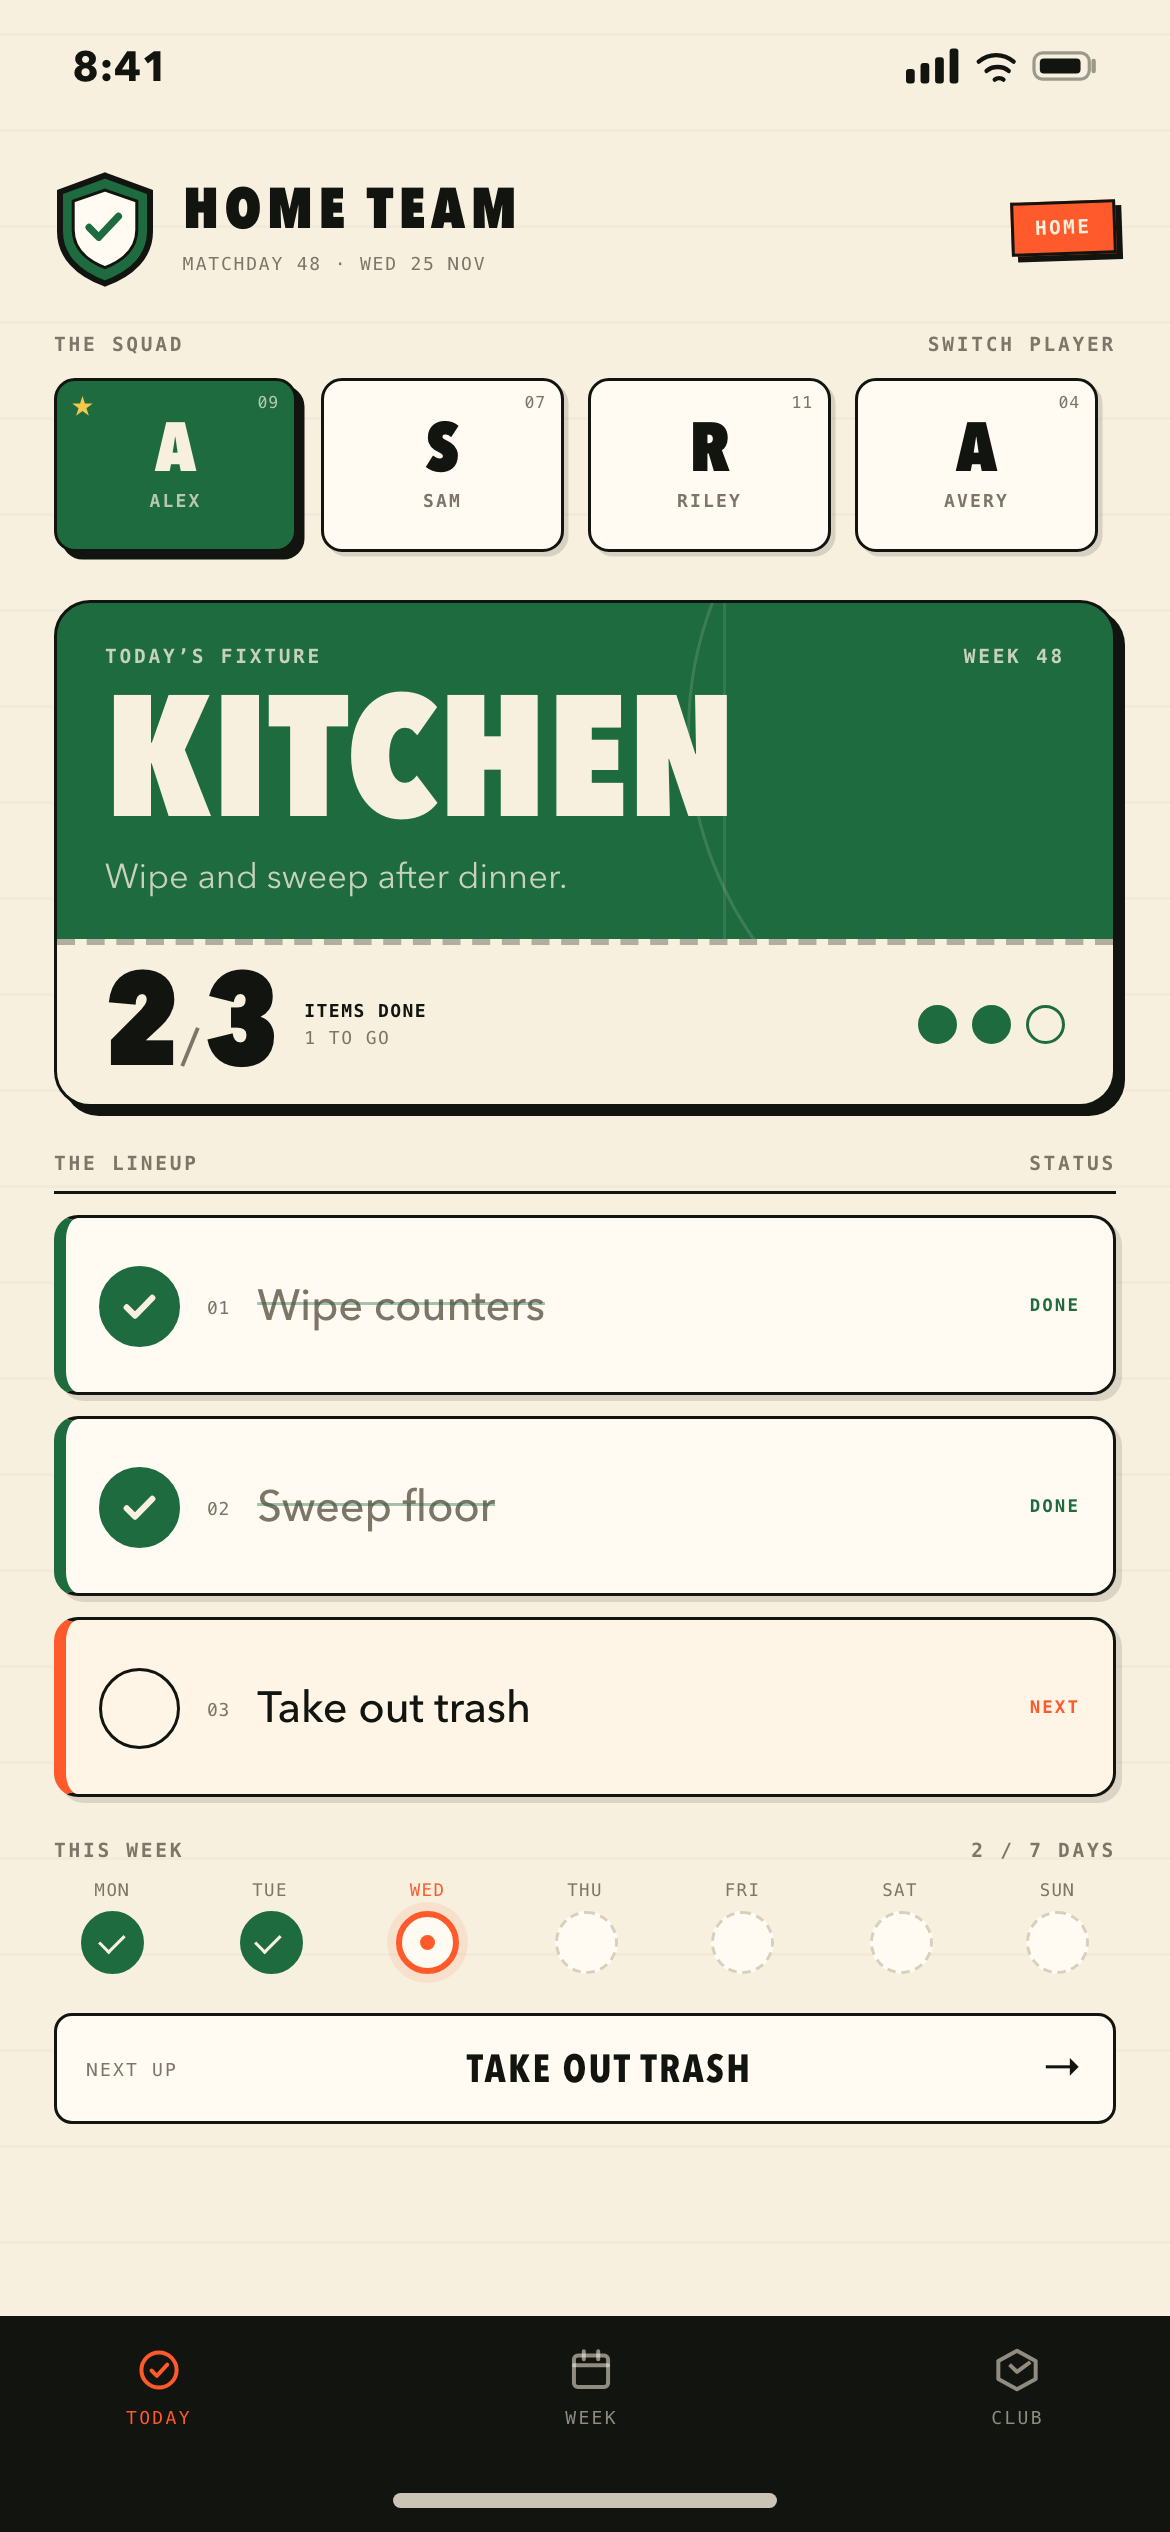 8:41
HOME TEAM
MATCHDAY 48 · WED 25 NOV
HOME
THE SQUAD
SWITCH PLAYER
09
A
ALEX
07
S
SAM
11
R
RILEY
04
A
AVERY
TODAY’S FIXTURE
WEEK 48
KITCHEN
Wipe and sweep after dinner.
2/3
ITEMS DONE
1 TO GO
THE LINEUP
STATUS
01 Wipe counters DONE
02 Sweep floor DONE
03 Take out trash NEXT
THIS WEEK
2 / 7 DAYS
MON TUE WED THU FRI SAT SUN
NEXT UP TAKE OUT TRASH →
TODAY WEEK CLUB